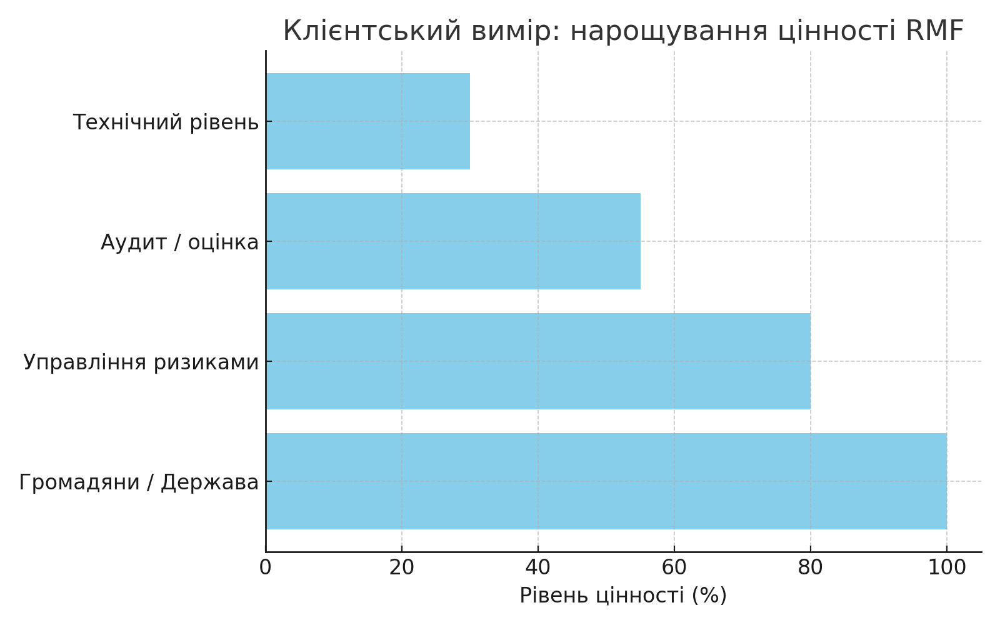 Клієнтський вимір: нарощування цінності RMF
Технічний рівень
Аудит / оцінка
Управління ризиками
Громадяни / Держава
0 20 40 60 80 100
Рівень цінності (%)